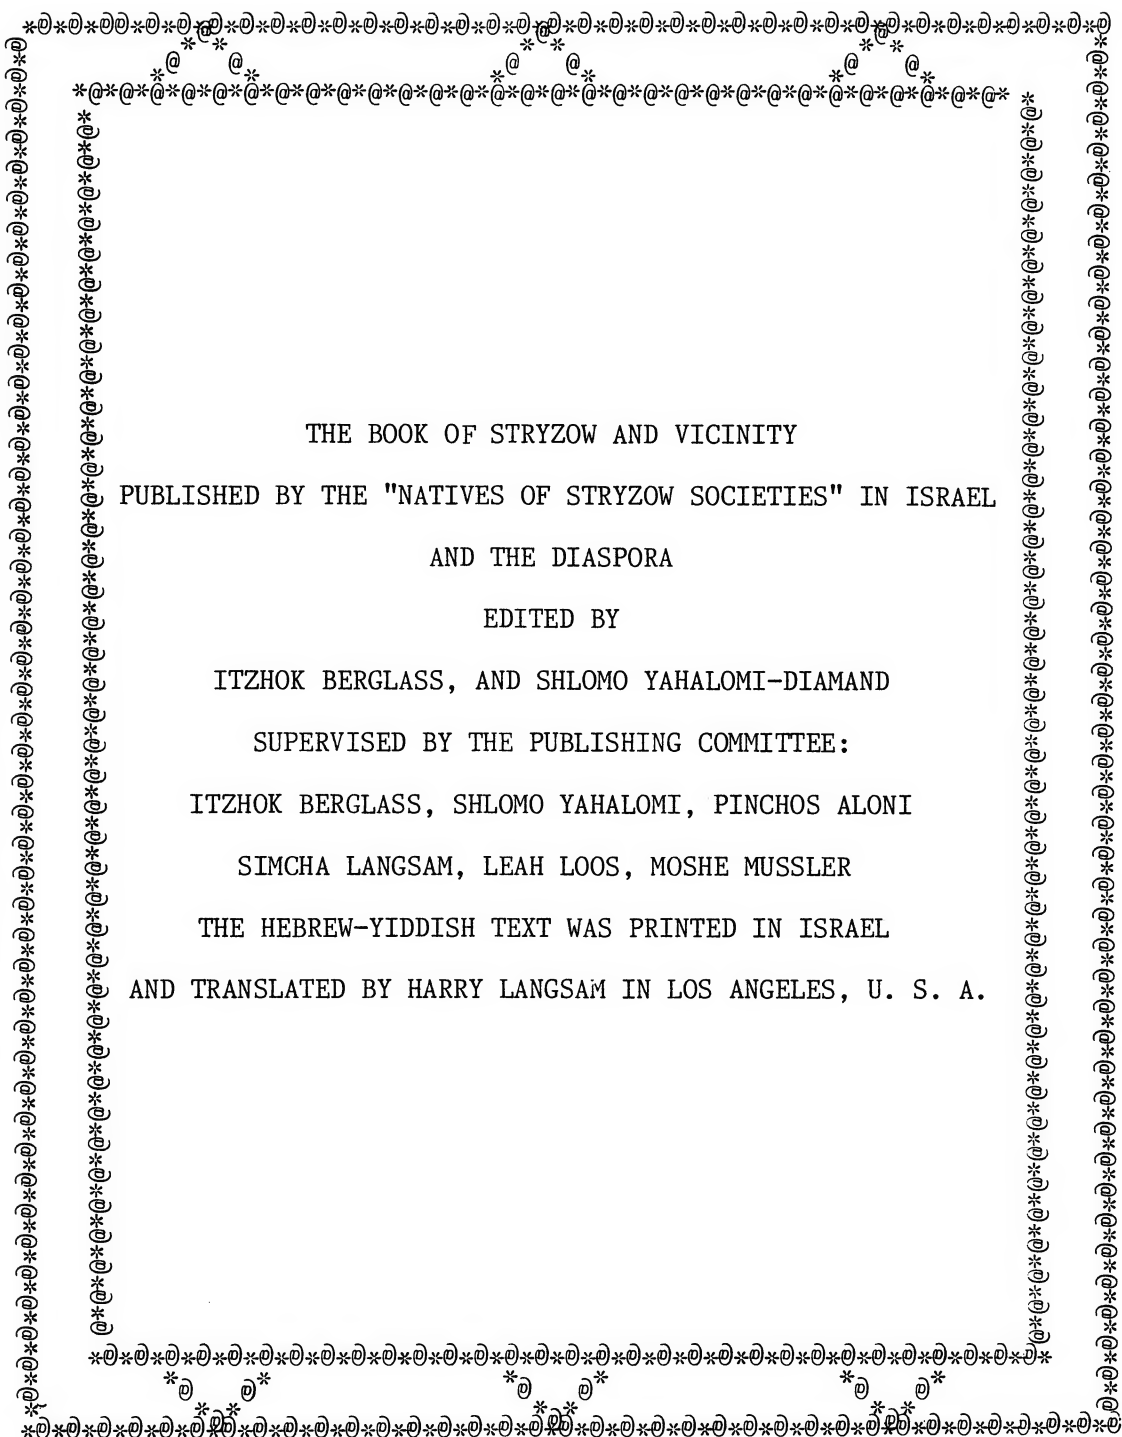 THE BOOK OF STRYZOW AND VICINITY
PUBLISHED BY THE "NATIVES OF STRYZOW SOCIETIES" IN ISRAEL
AND THE DIASPORA
EDITED BY
ITZHOK BERGLASS, AND SHLOMO YAHALOMI-DIAMAND
SUPERVISED BY THE PUBLISHING COMMITTEE:
ITZHOK BERGLASS, SHLOMO YAHALOMI, PINCHOS ALONI
SIMCHA LANGSAM, LEAH LOOS, MOSHE MUSSLER
THE HEBREW-YIDDISH TEXT WAS PRINTED IN ISRAEL
AND TRANSLATED BY HARRY LANGSAM IN LOS ANGELES, U. S. A.